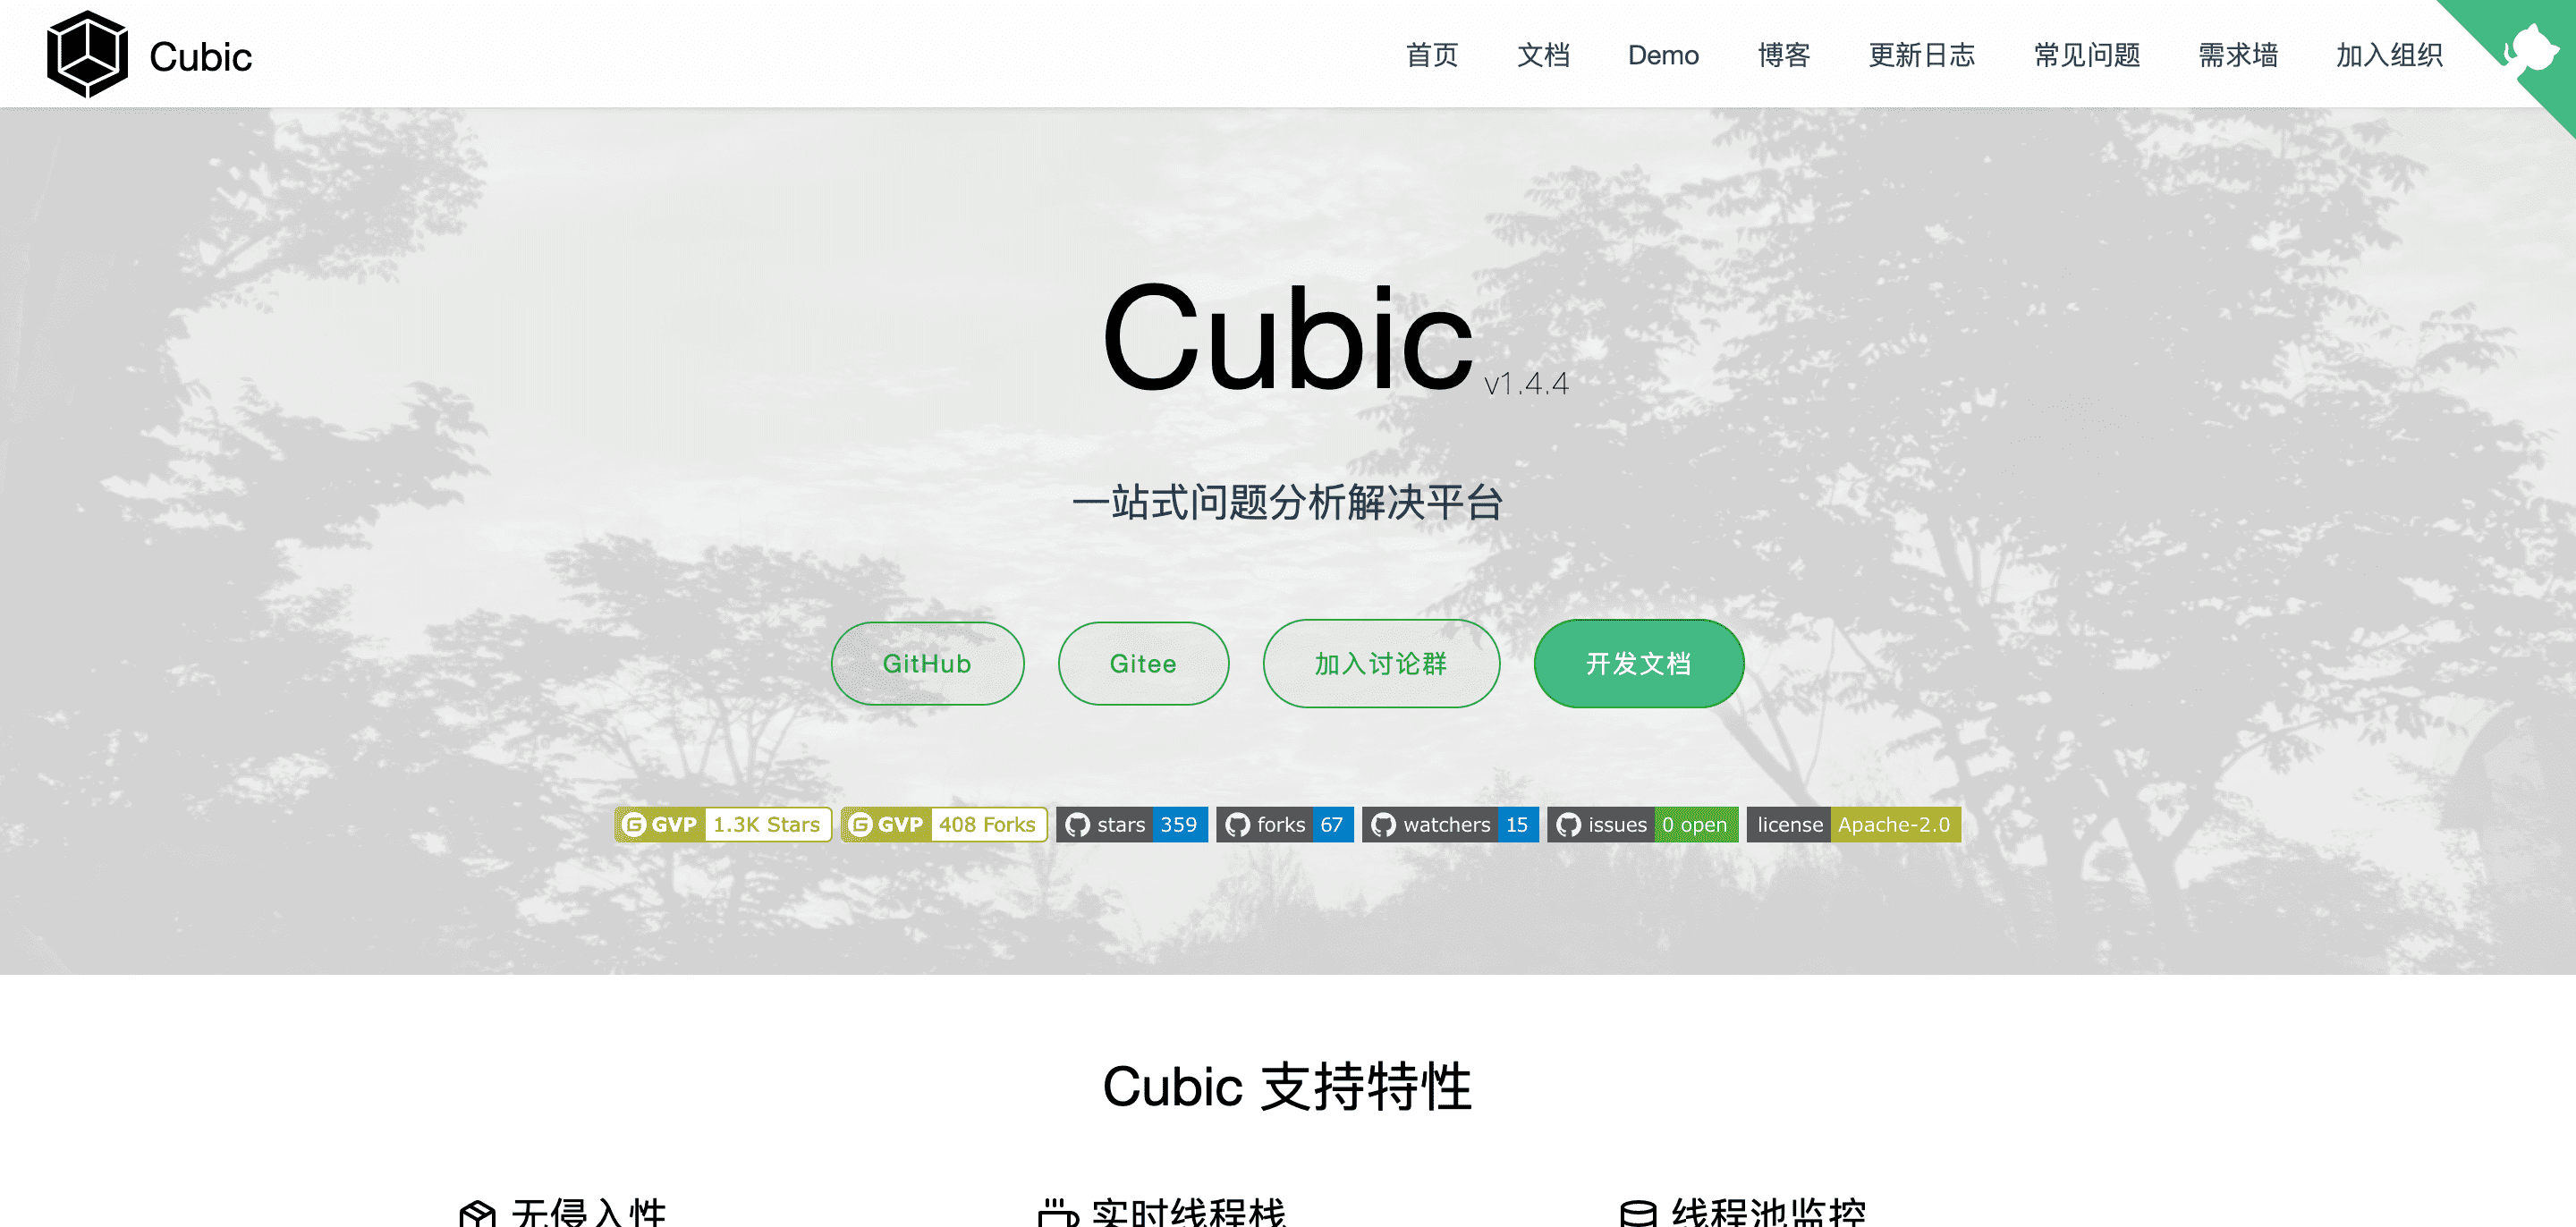 Cubic
首页 文档 Demo 博客 更新日志 常见问题 需求墙 加入组织
Cubic v1.4.4
一站式问题分析解决平台
GitHub Gitee 加入讨论群 开发文档
GVP 1.3K Stars GVP 408 Forks stars 359 forks 67 watchers 15 issues 0 open license Apache-2.0
Cubic 支持特性
无侵入性 实时线程栈 线程池监控